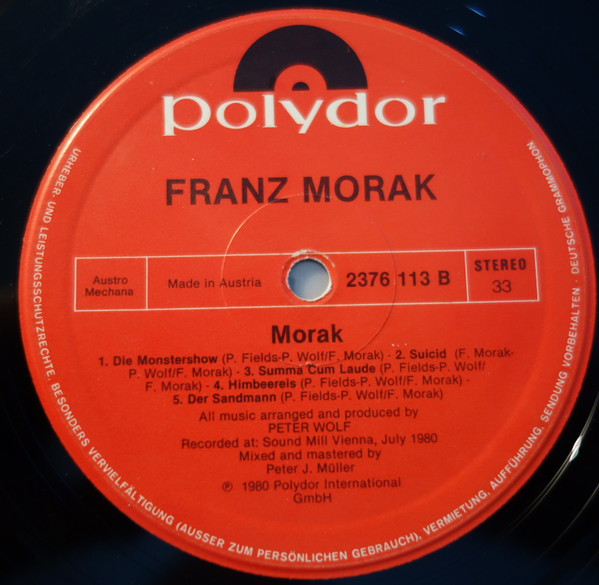 polydor
FRANZ MORAK
Austro
Mechana
Made in Austria
2376 113 B
STEREO
33
Morak
1. Die Monstershow (P. Fields-P. Wolf/F. Morak) - 2. Suicid (F. Morak-
P. Wolf/F. Morak) - 3. Summa Cum Laude (P. Fields-P. Wolf/
F. Morak) - 4. Himbeereis (P. Fields-P. Wolf/F. Morak) -
5. Der Sandmann (P. Fields-P. Wolf/F. Morak)
All music arranged and produced by
PETER WOLF
Recorded at: Sound Mill Vienna, July 1980
Mixed and mastered by
Peter J. Müller
℗ 1980 Polydor International
GmbH
URHEBER- UND LEISTUNGSSCHUTZRECHTE, BESONDERS VERVIELFÄLTIGUNG (AUSSER ZUM PERSÖNLICHEN GEBRAUCH), VERMIETUNG, AUFFÜHRUNG, SENDUNG VORBEHALTEN · DEUTSCHE GRAMMOPHON